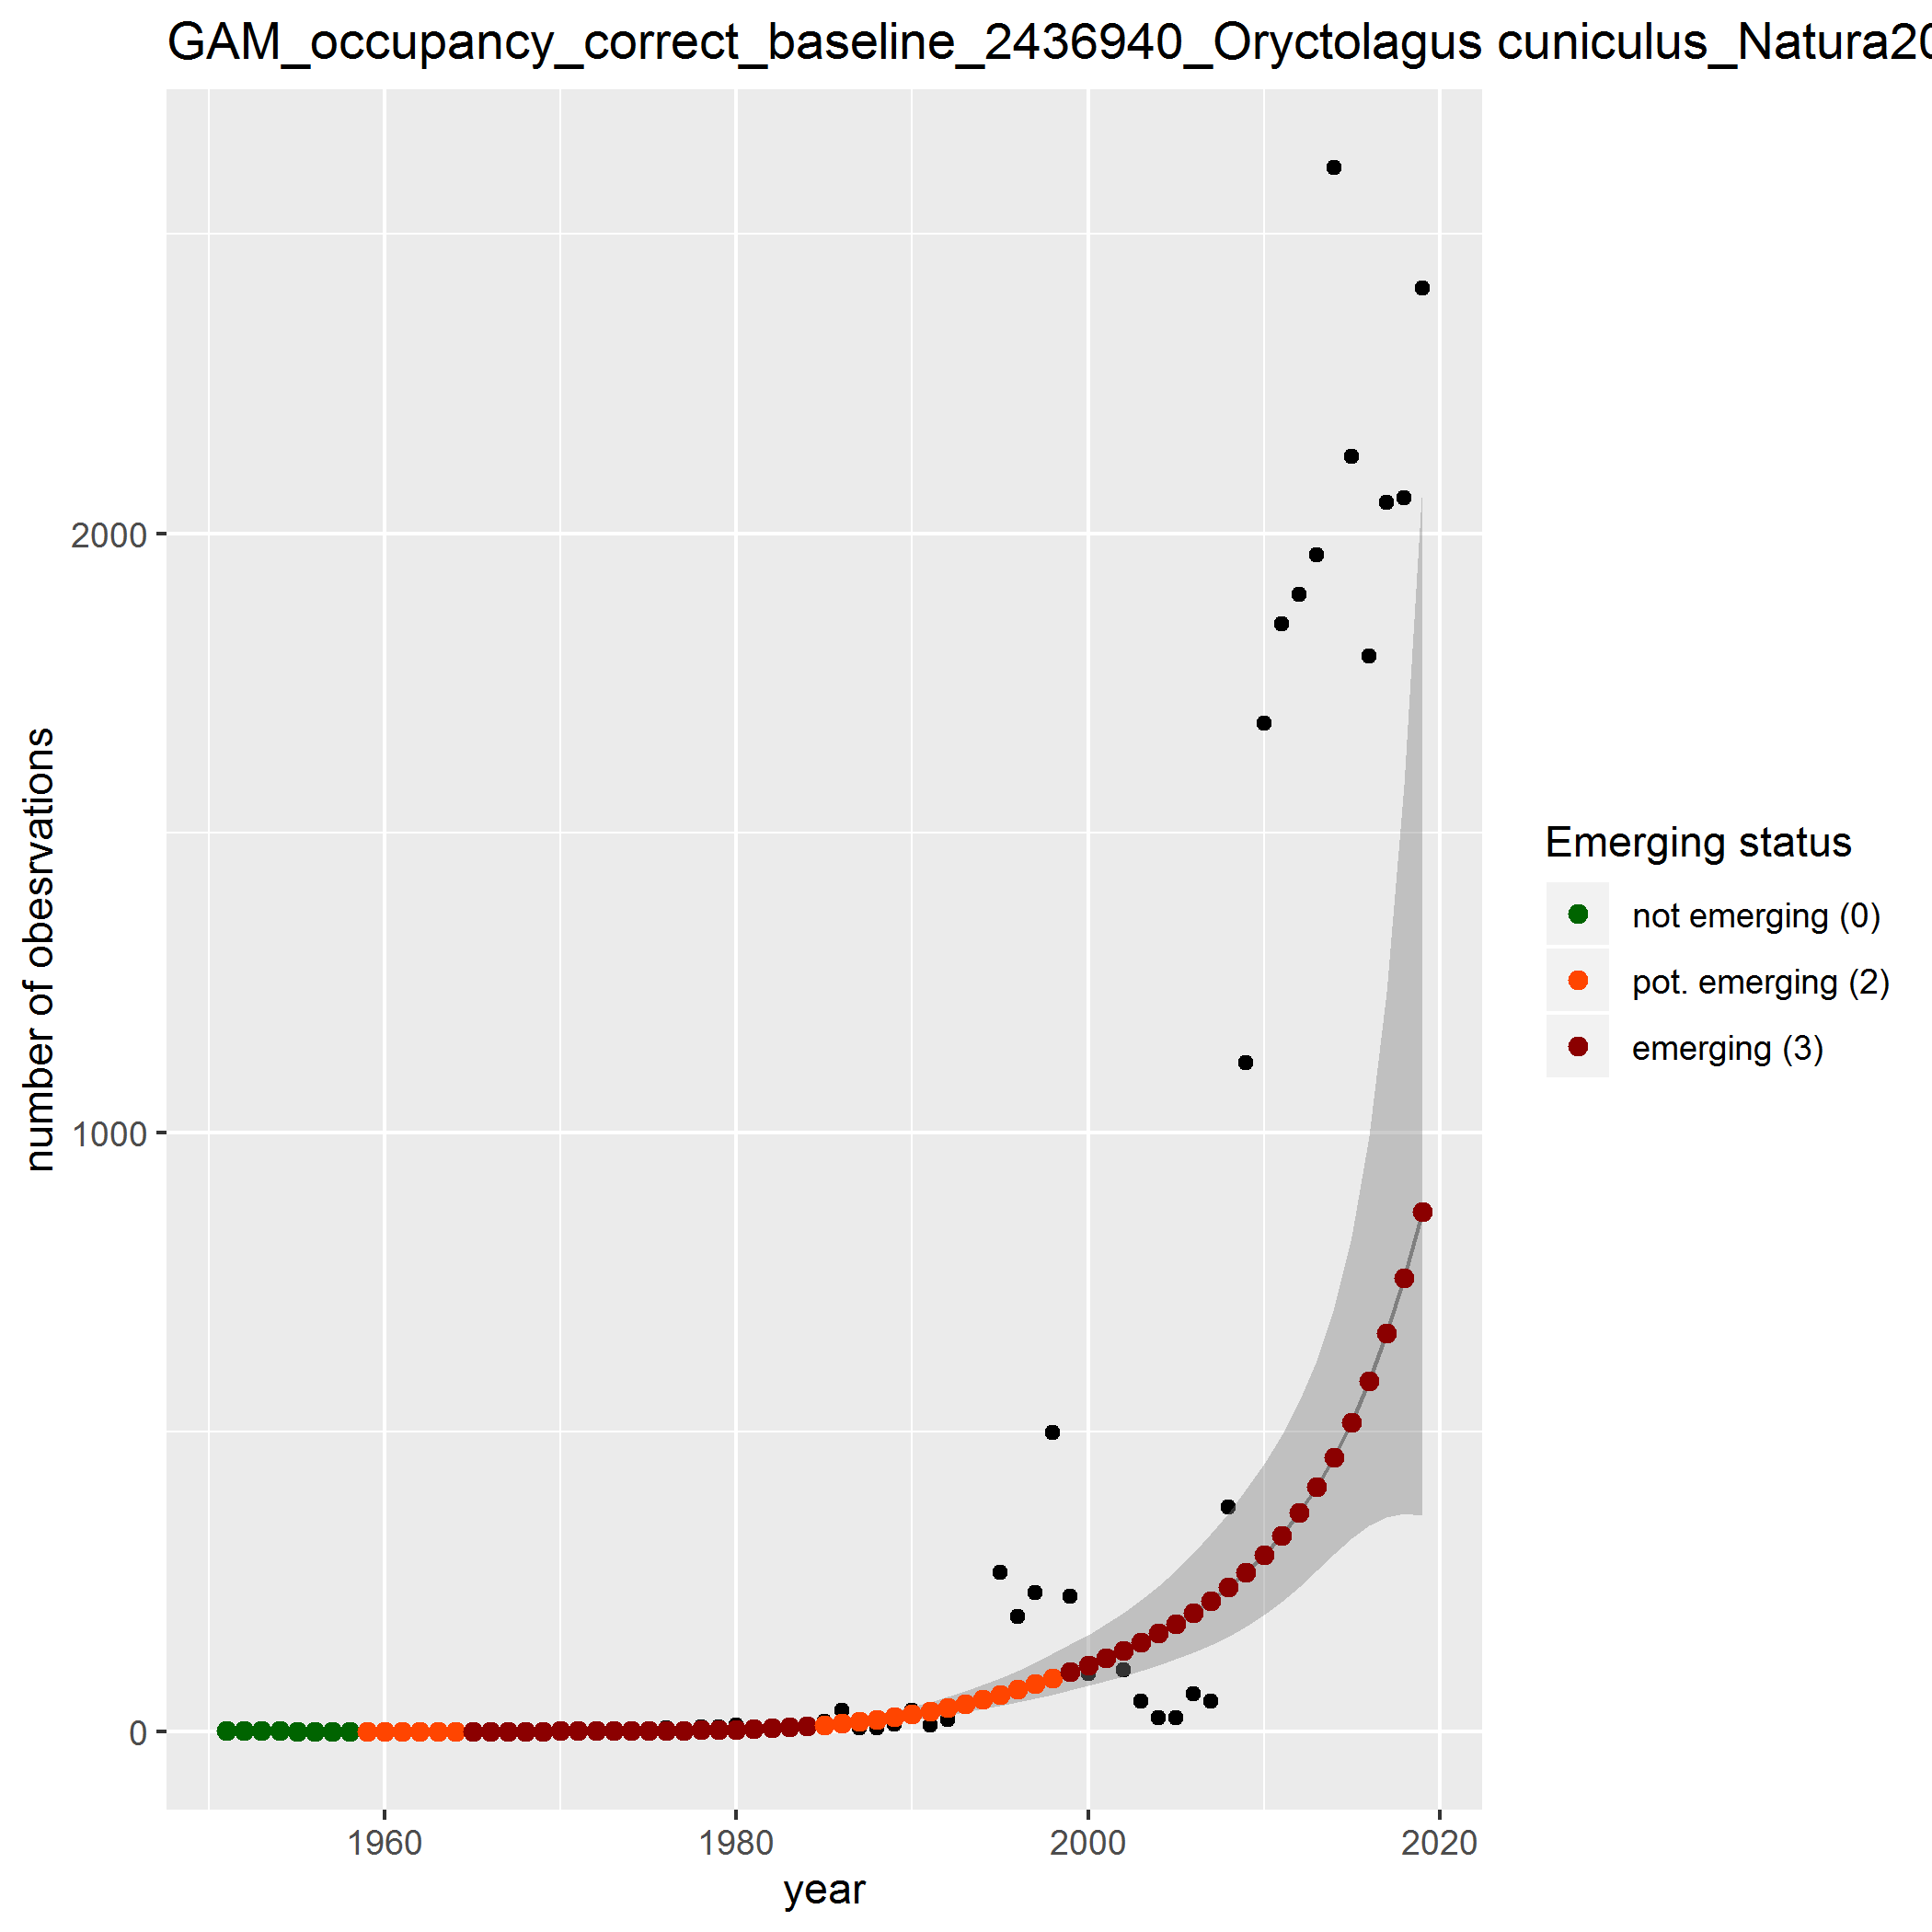 GAM_occupancy_correct_baseline_2436940_Oryctolagus cuniculus_Natura20
number of obesrvations
2000
1000
0
1960
1980
2000
2020
year
Emerging status
not emerging (0)
pot. emerging (2)
emerging (3)